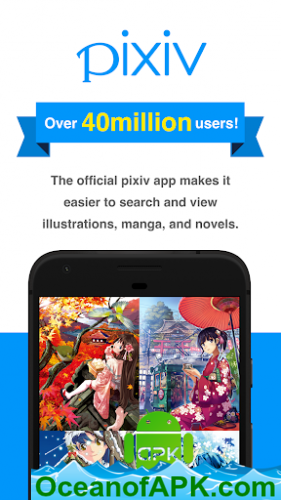 pixiv
Over 40million users!
The official pixiv app makes it
easier to search and view
illustrations, manga, and novels.
APK
OceanofAPK.com